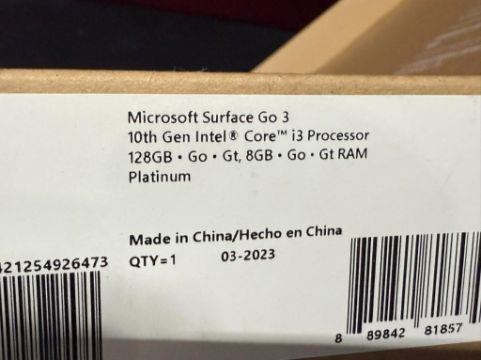 Microsoft Surface Go 3
10th Gen Intel® Core™ i3 Processor
128GB • Go • Gt, 8GB • Go • Gt RAM
Platinum
Made in China/Hecho en China
QTY=1 03-2023
421254926473
8 89842 81857